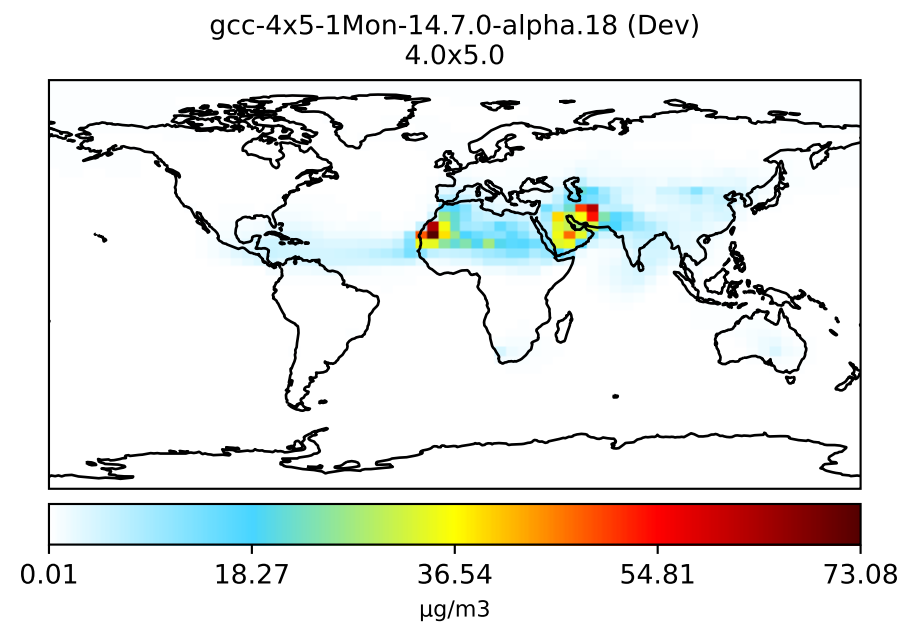 gcc-4x5-1Mon-14.7.0-alpha.18 (Dev)
4.0x5.0
0.01 18.27 36.54 54.81 73.08
μg/m3